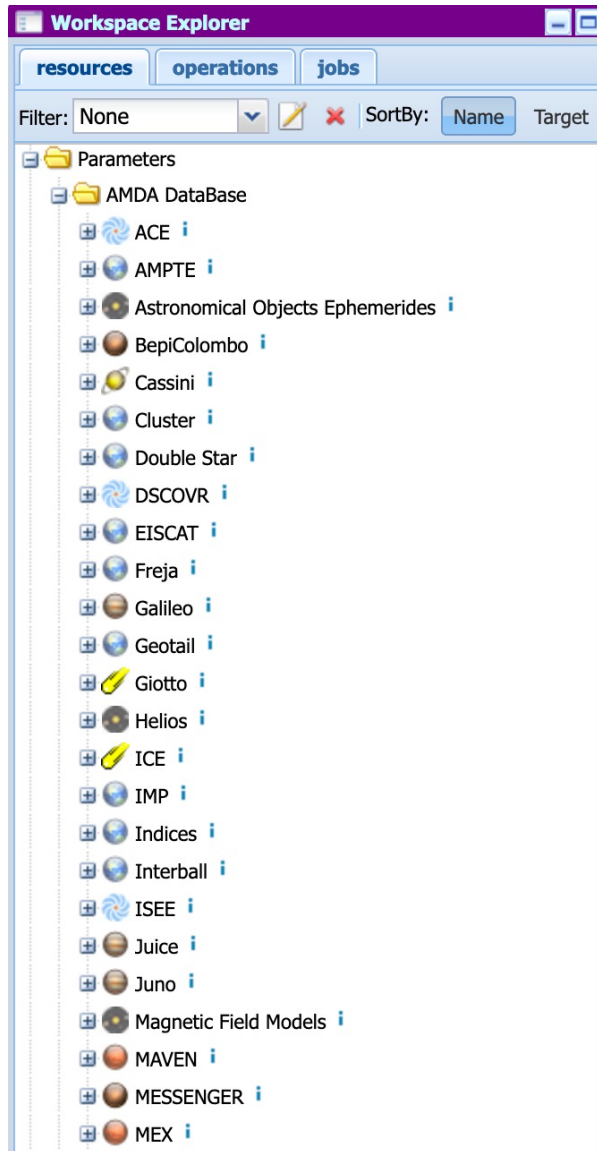 Workspace Explorer
resources operations jobs
Filter: None SortBy: Name Target
Parameters
AMDA DataBase
ACE i
AMPTE i
Astronomical Objects Ephemerides i
BepiColombo i
Cassini i
Cluster i
Double Star i
DSCOVR i
EISCAT i
Freja i
Galileo i
Geotail i
Giotto i
Helios i
ICE i
IMP i
Indices i
Interball i
ISEE i
Juice i
Juno i
Magnetic Field Models i
MAVEN i
MESSENGER i
MEX i